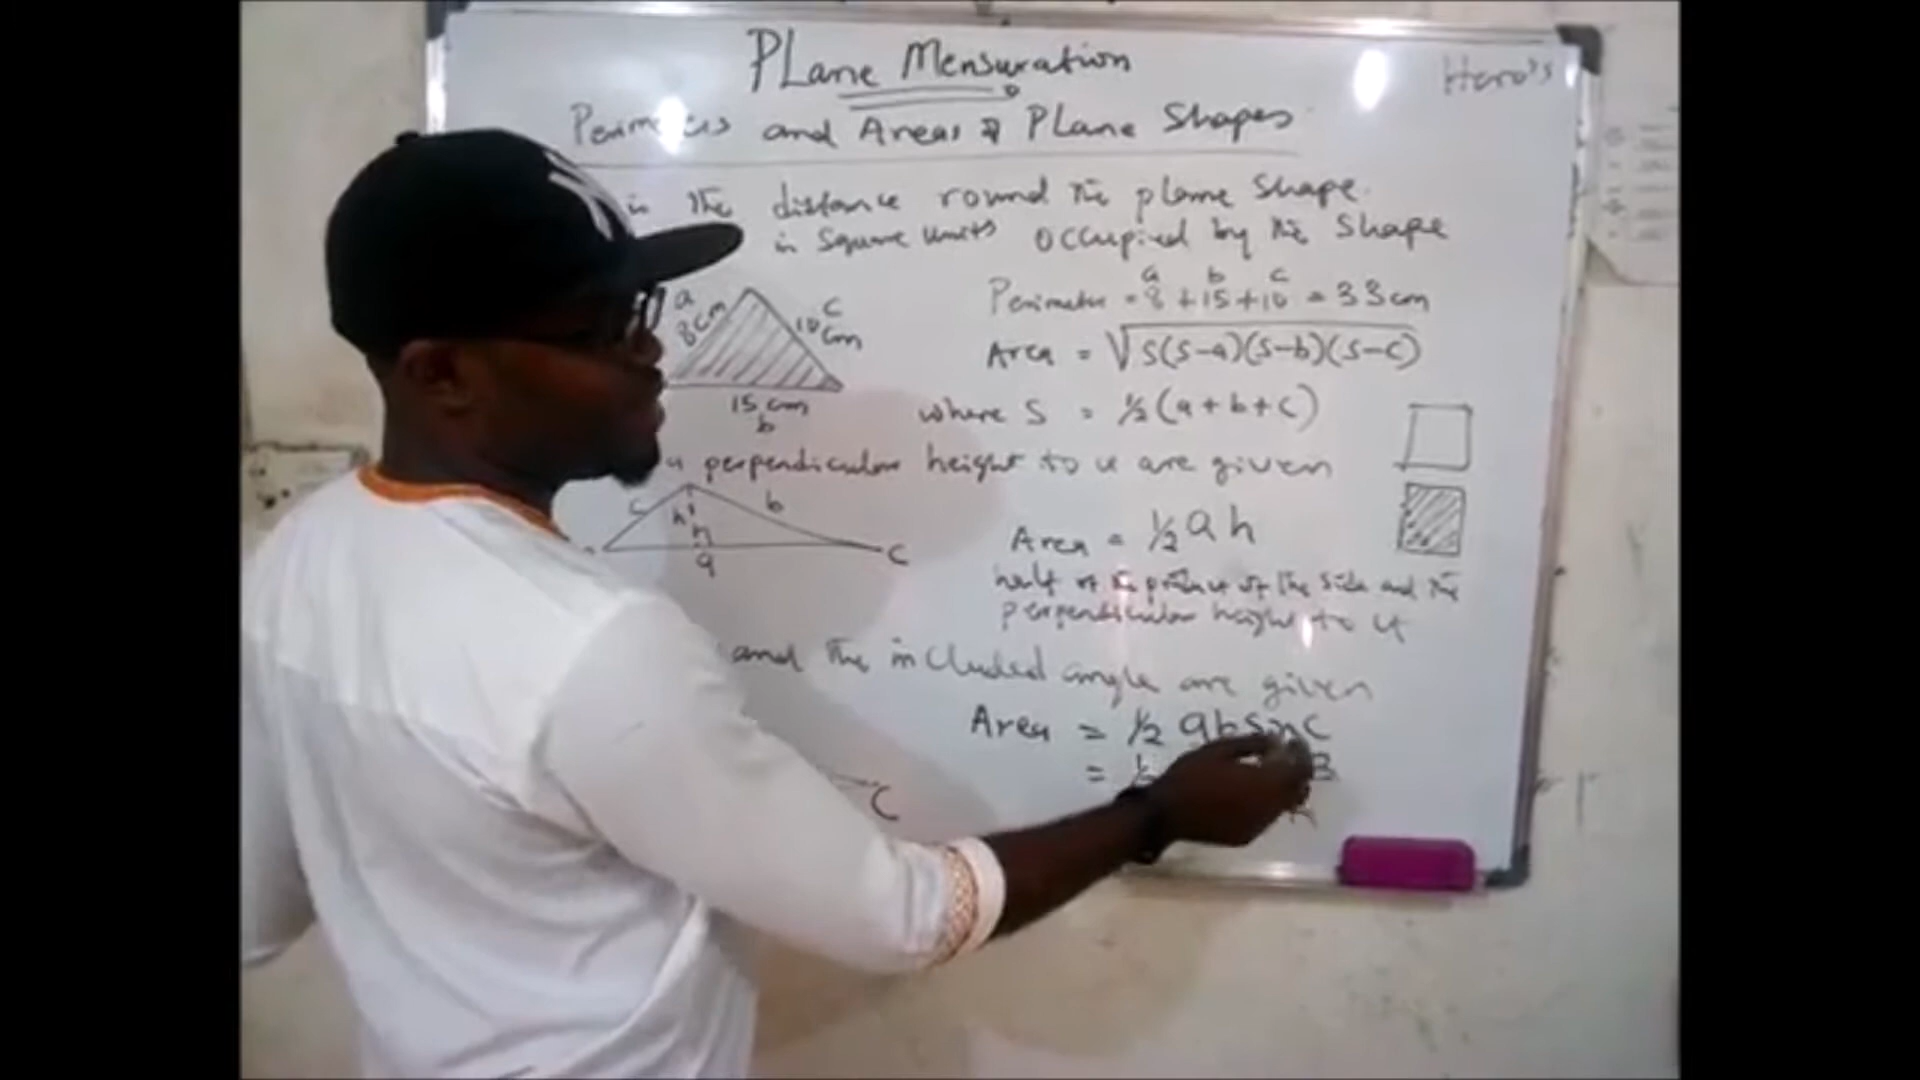 PLane Mensuration
Hero's
and Areas of PLane Shapes
is the distance round the plane shape.
in square units occupied by the shape
a b c
Perimeter = 8 + 15 + 10 = 33cm
a
8cm
c
10cm
15cm
b
Area = √S(S-a)(S-b)(S-c)
where S = ½(a+b+c)
a perpendicular height to it are given
c
b
h
a
C
Area = ½ah
half of the product of the side and the
perpendicular height to it
and the included angle are given
Area = ½ absinC
= B
C